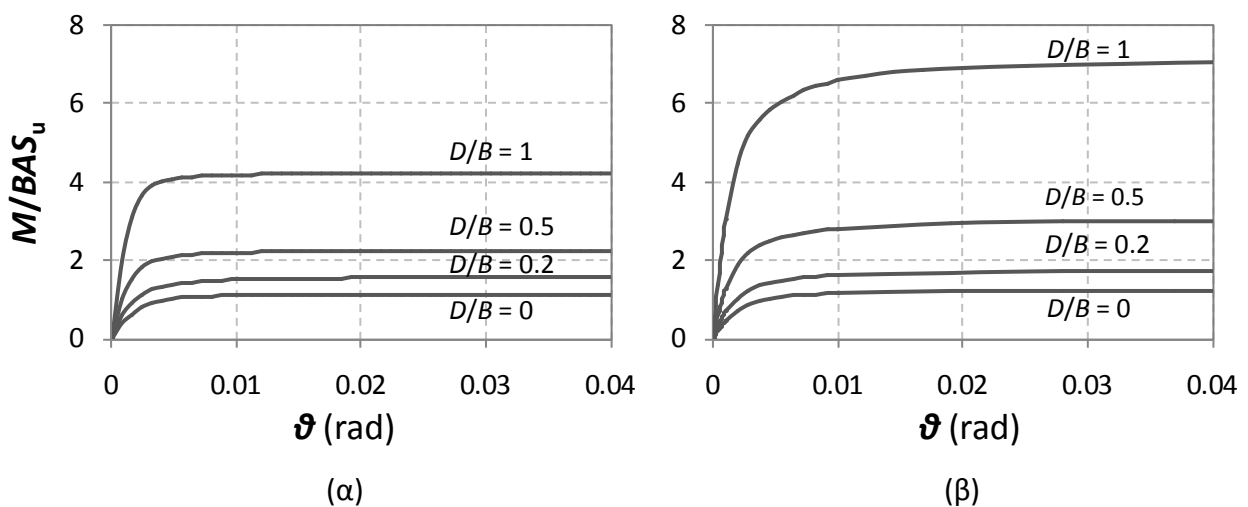 8
6
4
2
0
M/BAS_u
D/B = 1
D/B = 0.5
D/B = 0.2
D/B = 0
0 0.01 0.02 0.03 0.04
ϑ (rad)
(α)
8
6
4
2
0
D/B = 1
D/B = 0.5
D/B = 0.2
D/B = 0
0 0.01 0.02 0.03 0.04
ϑ (rad)
(β)